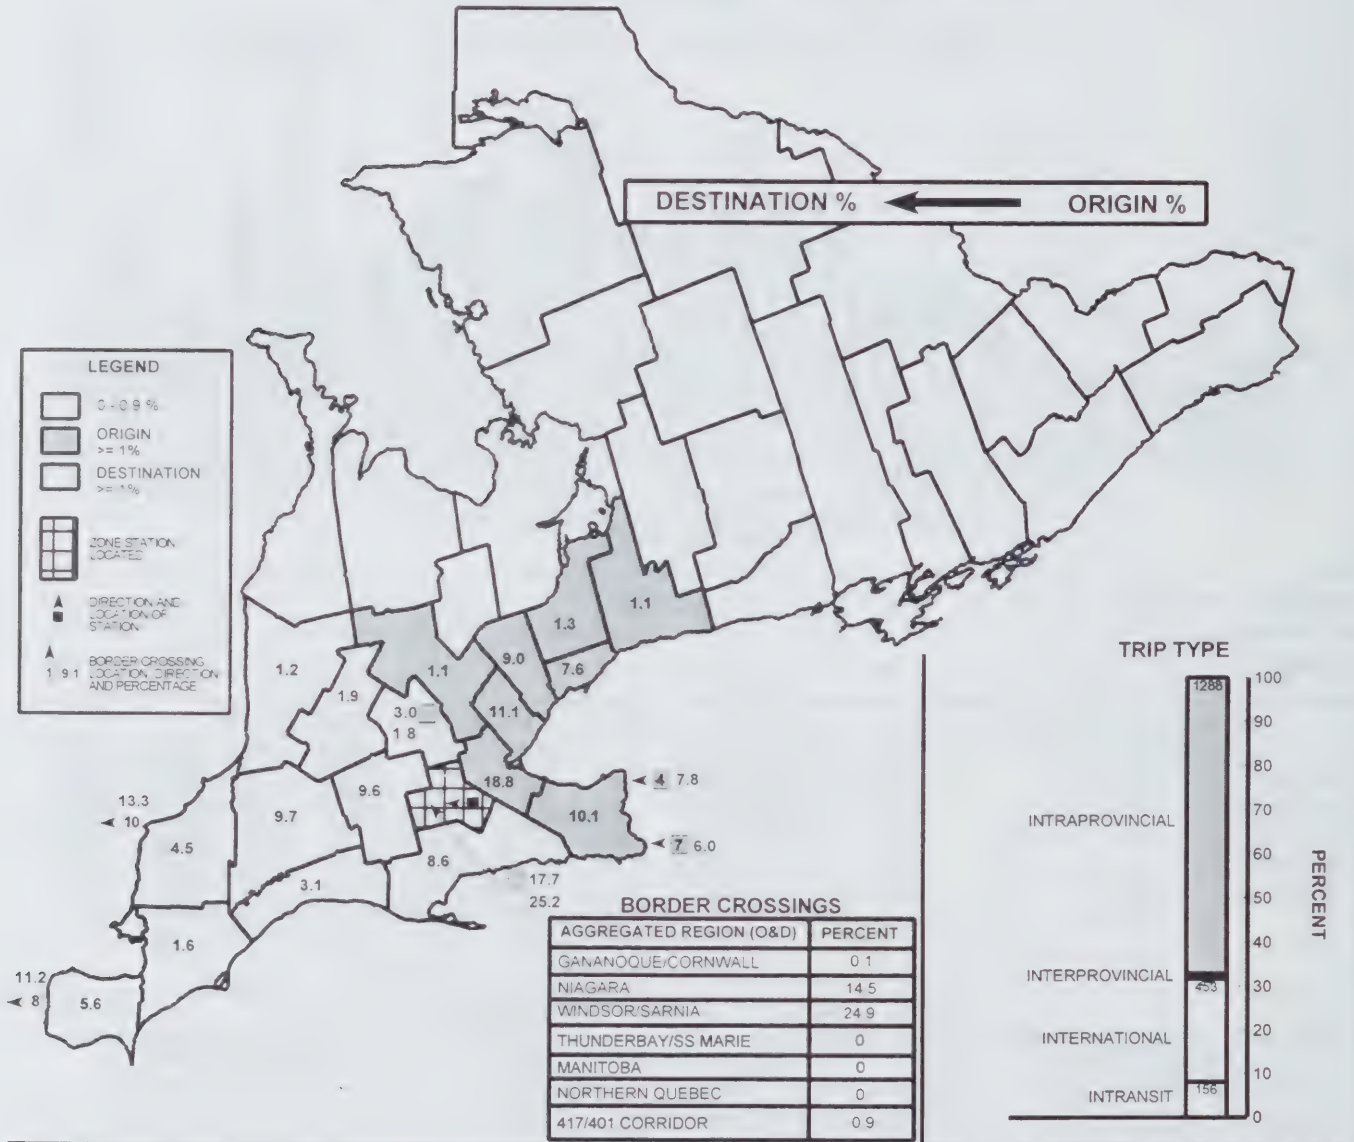 DESTINATION % ORIGIN %
LEGEND
0 - 0.9 %
ORIGIN
>= 1%
DESTINATION
>= 1%
ZONE STATION
LOCATED
DIRECTION AND
LOCATION OF
STATION
1 9.1 BORDER CROSSING
LOCATION, DIRECTION
AND PERCENTAGE
1.1
1.3
9.0
7.6
1.2
1.1
1.9
3.0
1.8
11.1
18.8
4 7.8
9.6
10.1
13.3
10
9.7
7 6.0
4.5
8.6
3.1
17.7
25.2
1.6
11.2
8
5.6
BORDER CROSSINGS
AGGREGATED REGION (O&D) PERCENT
GANANOQUE/CORNWALL 0.1
NIAGARA 14.5
WINDSOR/SARNIA 24.9
THUNDERBAY/SS MARIE 0
MANITOBA 0
NORTHERN QUEBEC 0
417/401 CORRIDOR 0.9
TRIP TYPE
1288
100
90
80
70
INTRAPROVINCIAL
60
PERCENT
50
40
INTERPROVINCIAL
453
30
20
INTERNATIONAL
10
INTRANSIT
156
0